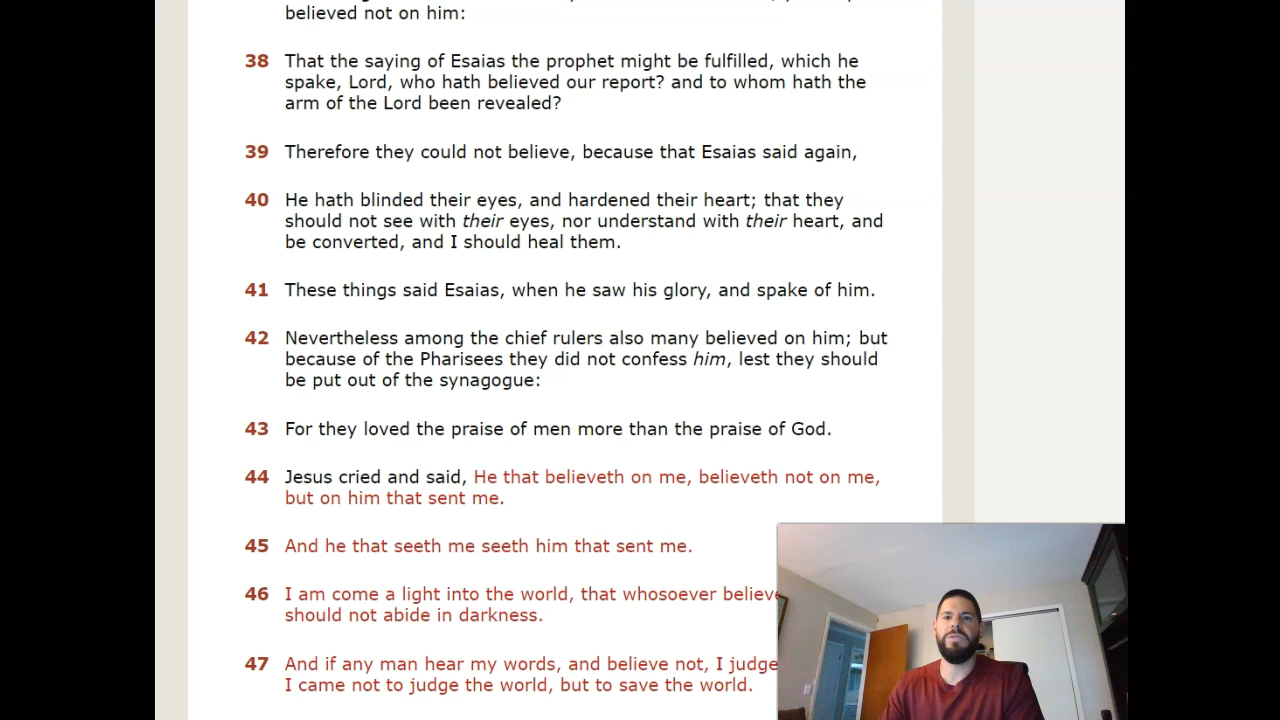 believed not on him:
38 That the saying of Esaias the prophet might be fulfilled, which he
spake, Lord, who hath believed our report? and to whom hath the
arm of the Lord been revealed?
39 Therefore they could not believe, because that Esaias said again,
40 He hath blinded their eyes, and hardened their heart; that they
should not see with their eyes, nor understand with their heart, and
be converted, and I should heal them.
41 These things said Esaias, when he saw his glory, and spake of him.
42 Nevertheless among the chief rulers also many believed on him; but
because of the Pharisees they did not confess him, lest they should
be put out of the synagogue:
43 For they loved the praise of men more than the praise of God.
44 Jesus cried and said, He that believeth on me, believeth not on me,
but on him that sent me.
45 And he that seeth me seeth him that sent me.
46 I am come a light into the world, that whosoever believe
should not abide in darkness.
47 And if any man hear my words, and believe not, I judge
I came not to judge the world, but to save the world.